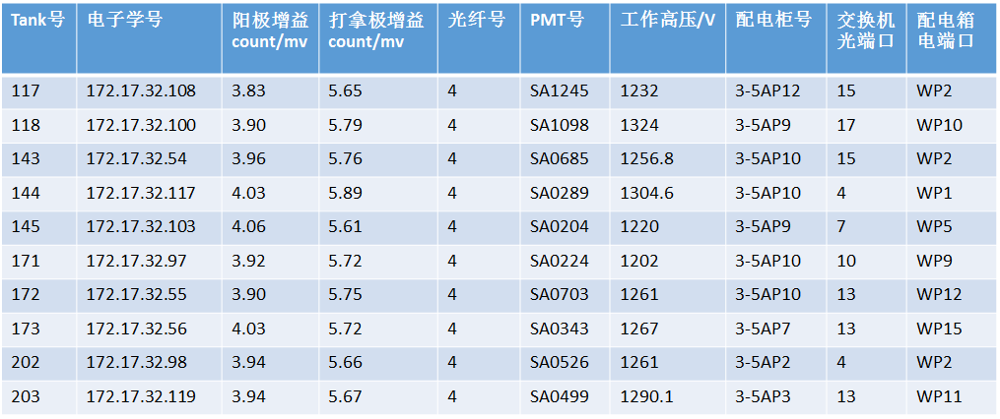 Tank号 电子学号 阳极增益 count/mv 打拿极增益 count/mv 光纤号 PMT号 工作高压/V 配电柜号 交换机光端口 配电箱电端口
117 172.17.32.108 3.83 5.65 4 SA1245 1232 3-5AP12 15 WP2
118 172.17.32.100 3.90 5.79 4 SA1098 1324 3-5AP9 17 WP10
143 172.17.32.54 3.96 5.76 4 SA0685 1256.8 3-5AP10 15 WP2
144 172.17.32.117 4.03 5.89 4 SA0289 1304.6 3-5AP10 4 WP1
145 172.17.32.103 4.06 5.61 4 SA0204 1220 3-5AP9 7 WP5
171 172.17.32.97 3.92 5.72 4 SA0224 1202 3-5AP10 10 WP9
172 172.17.32.55 3.90 5.75 4 SA0703 1261 3-5AP10 13 WP12
173 172.17.32.56 4.03 5.72 4 SA0343 1267 3-5AP7 13 WP15
202 172.17.32.98 3.94 5.66 4 SA0526 1261 3-5AP2 4 WP2
203 172.17.32.119 3.94 5.67 4 SA0499 1290.1 3-5AP3 13 WP11